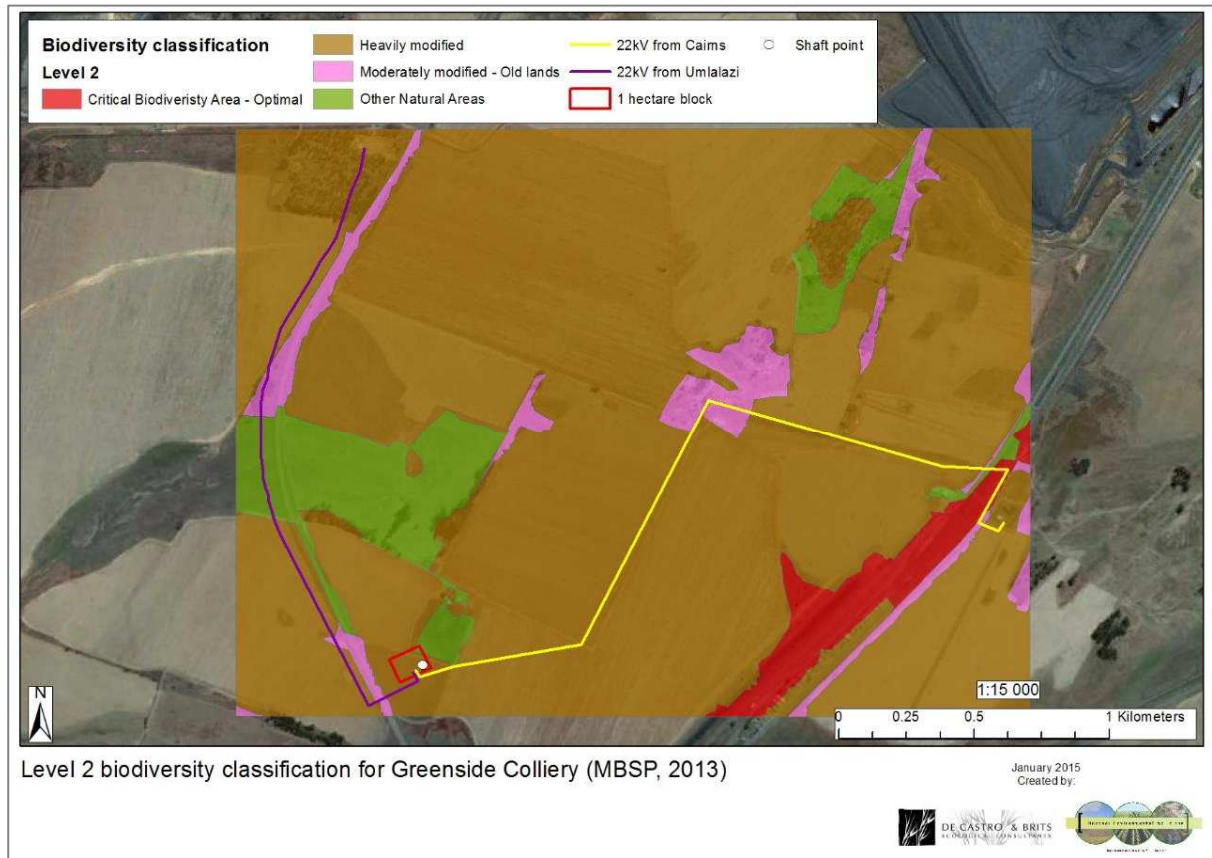 Biodiversity classification
Level 2
Critical Biodiveristy Area - Optimal
Heavily modified
Moderately modified - Old lands
Other Natural Areas
22kV from Cairns
22kV from Umlalazi
1 hectare block
Shaft point
N
1:15 000
0 0.25 0.5 1 Kilometers
Level 2 biodiversity classification for Greenside Colliery (MBSP, 2013)
January 2015
Created by:
DE CASTRO & BRITS
ECOLOGICAL CONSULTANTS